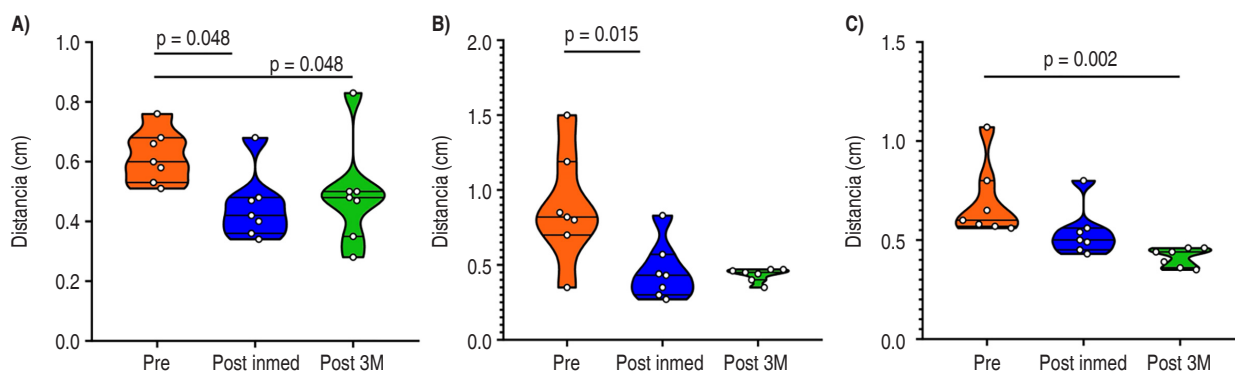 A)
Distancia (cm)
1.0
0.8
0.6
0.4
0.2
0.0
p = 0.048
p = 0.048
Pre Post inmed Post 3M
B)
Distancia (cm)
2.0
1.5
1.0
0.5
0.0
p = 0.015
Pre Post inmed Post 3M
C)
Distancia (cm)
1.5
1.0
0.5
0.0
p = 0.002
Pre Post inmed Post 3M